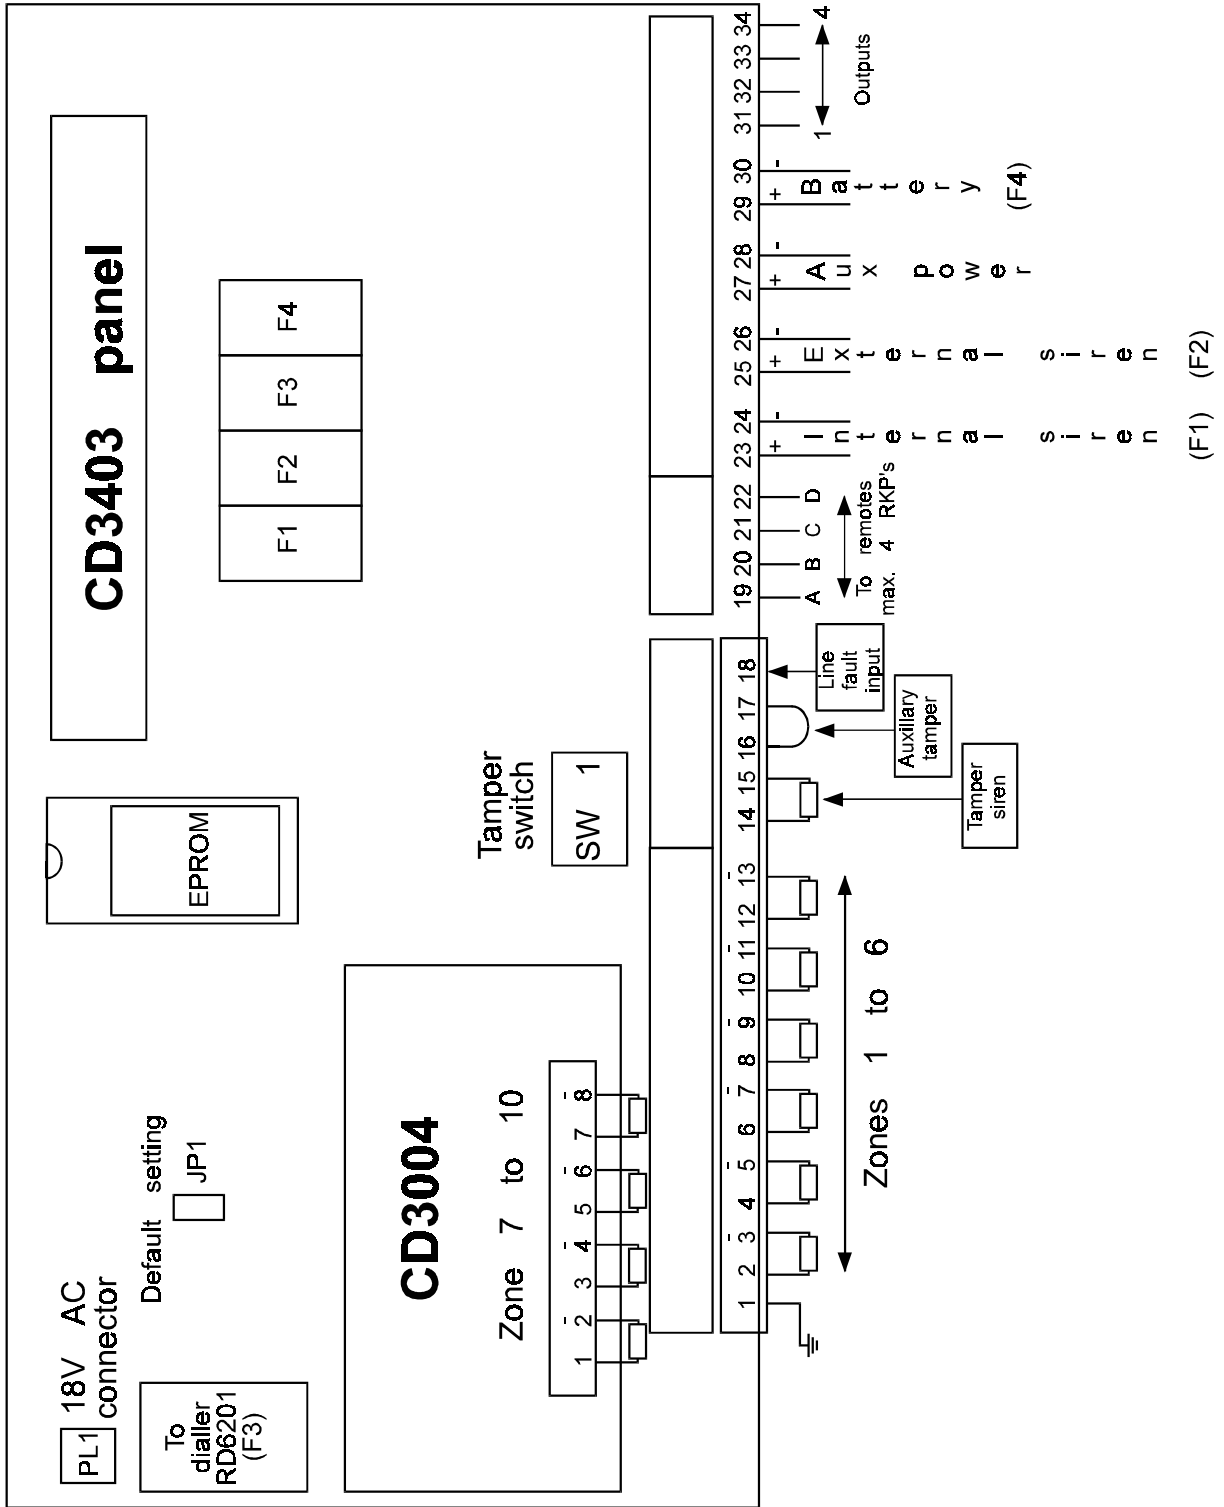 CD3403 panel
F1 F2 F3 F4
EPROM
Default setting
JP1
PL1
18V AC
connector
To
dialler
RD6201
(F3)
Tamper
switch
SW 1
CD3004
Zone 7 to 10
- - - -
1 2 3 4 5 6 7 8
- - - - - -
1 2 3 4 5 6 7 8 9 10 11 12 13 14 15 16 17 18
19 20 21 22 23 24 25 26 27 28 29 30 31 32 33 34
+ - + - + - + -
A B C D
To remotes
max. 4 RKP's
Internal siren
(F1)
External siren
(F2)
Aux power
Battery
(F4)
1 4
Outputs
Line
fault
input
Auxillary
tamper
Tamper
siren
Zones 1 to 6